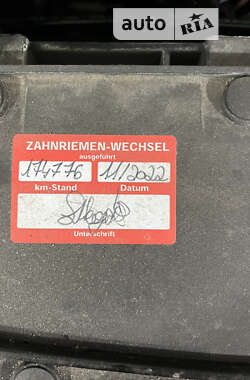 auto RIA
ZAHNRIEMEN-WECHSEL
ausgeführt
174776 11/2022
km-Stand Datum
Unterschrift